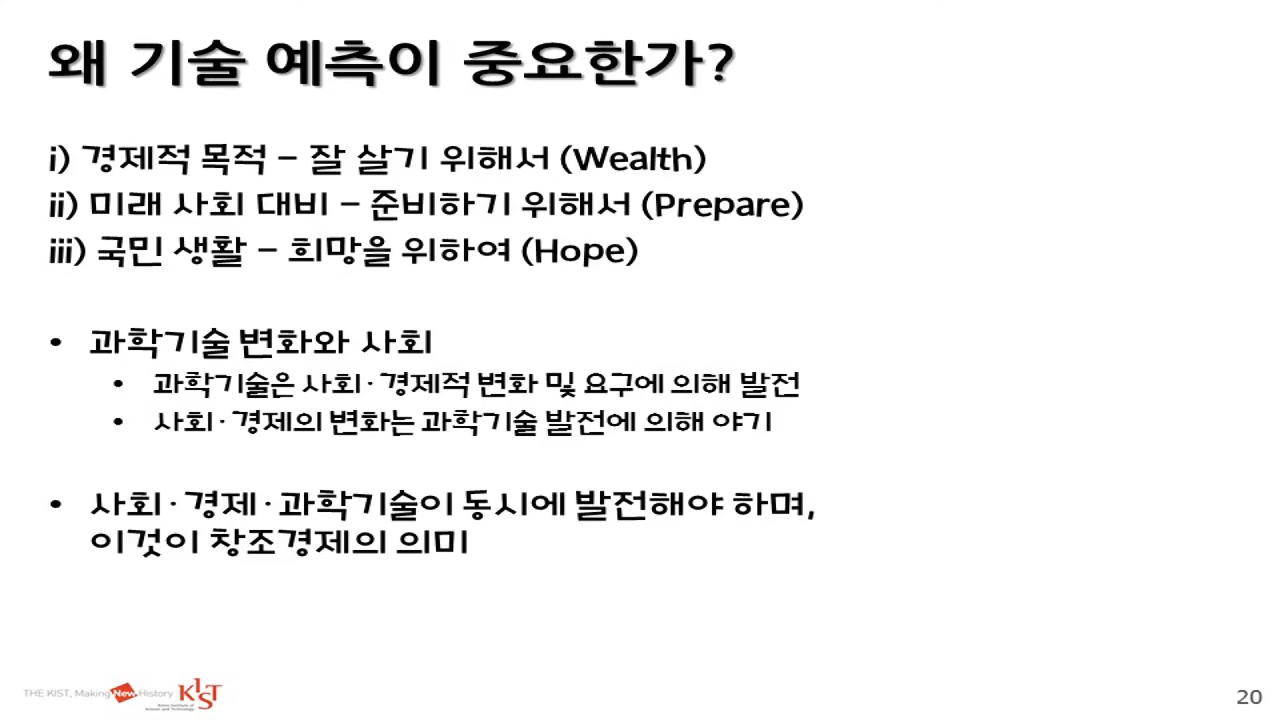 왜 기술 예측이 중요한가?
i) 경제적 목적 – 잘 살기 위해서 (Wealth)
ii) 미래 사회 대비 – 준비하기 위해서 (Prepare)
iii) 국민 생활 – 희망을 위하여 (Hope)
• 과학기술 변화와 사회
• 과학기술은 사회·경제적 변화 및 요구에 의해 발전
• 사회·경제의 변화는 과학기술 발전에 의해 야기
• 사회·경제·과학기술이 동시에 발전해야 하며,
이것이 창조경제의 의미
THE KIST, Making New History KIST
Korea Institute of
Science and Technology
20